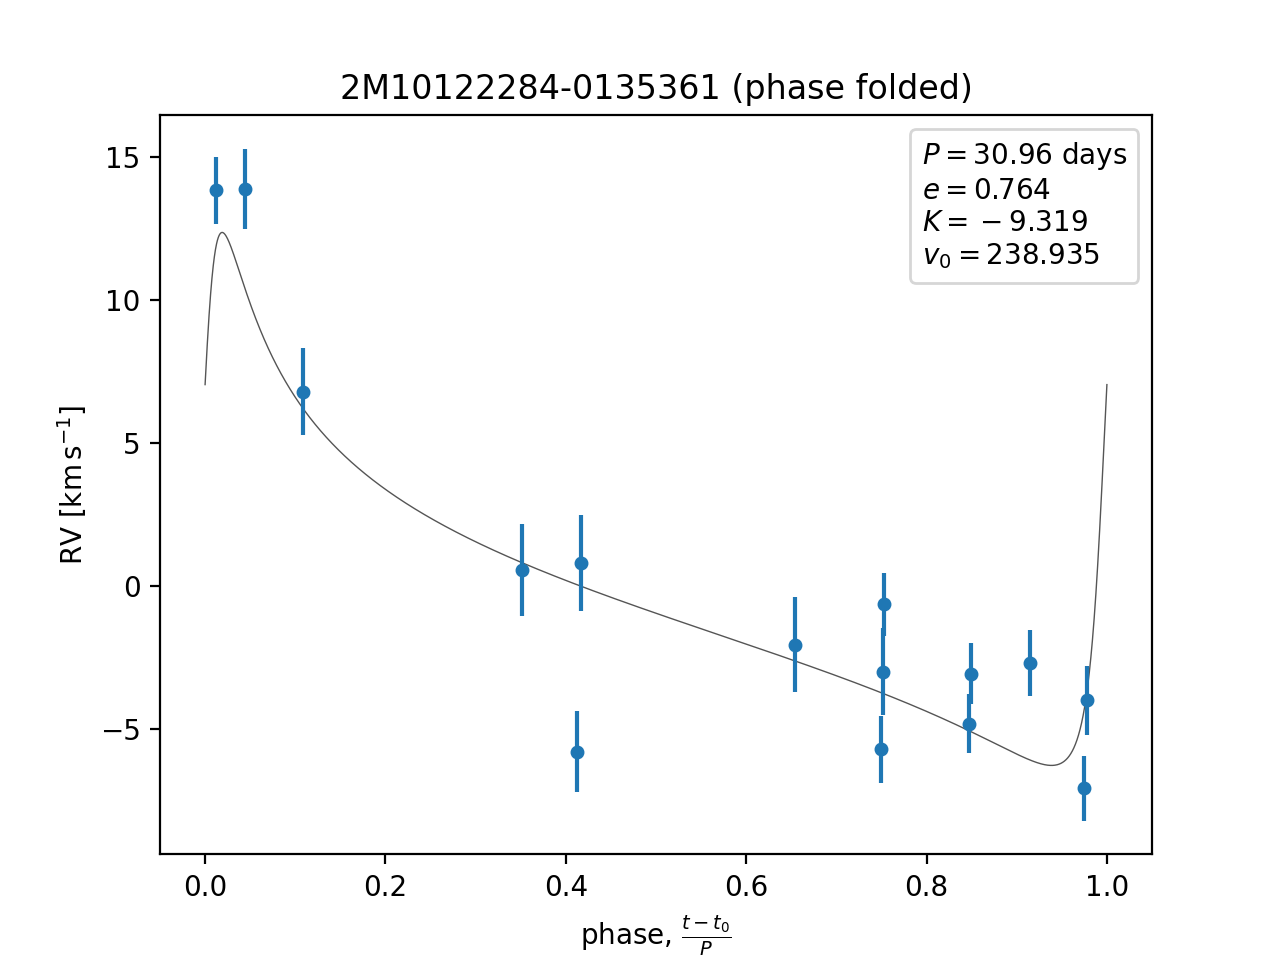 2M10122284-0135361 (phase folded)
P = 30.96 days
e = 0.764
K = −9.319
v₀ = 238.935
RV [km s⁻¹]
15
10
5
0
−5
0.0 0.2 0.4 0.6 0.8 1.0
phase, (t − t₀)/P